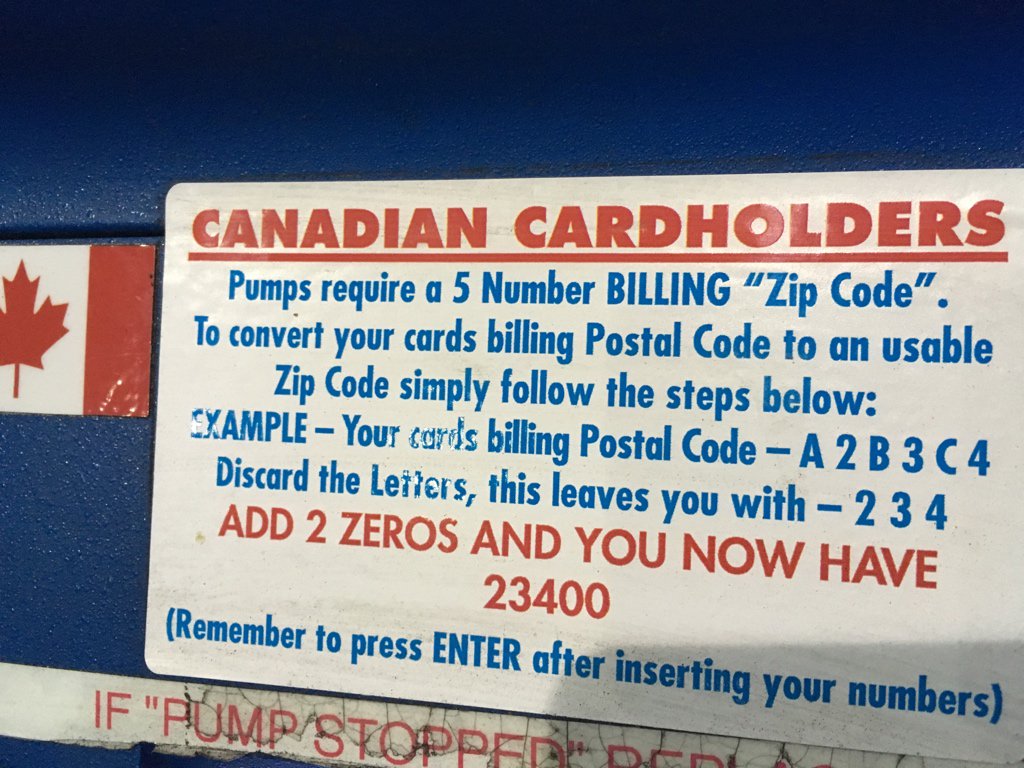 CANADIAN CARDHOLDERS
Pumps require a 5 Number BILLING "Zip Code".
To convert your cards billing Postal Code to an usable
Zip Code simply follow the steps below:
EXAMPLE – Your cards billing Postal Code – A 2 B 3 C 4
Discard the Letters, this leaves you with – 2 3 4
ADD 2 ZEROS AND YOU NOW HAVE
23400
(Remember to press ENTER after inserting your numbers)
IF "PUMP STOPPED"